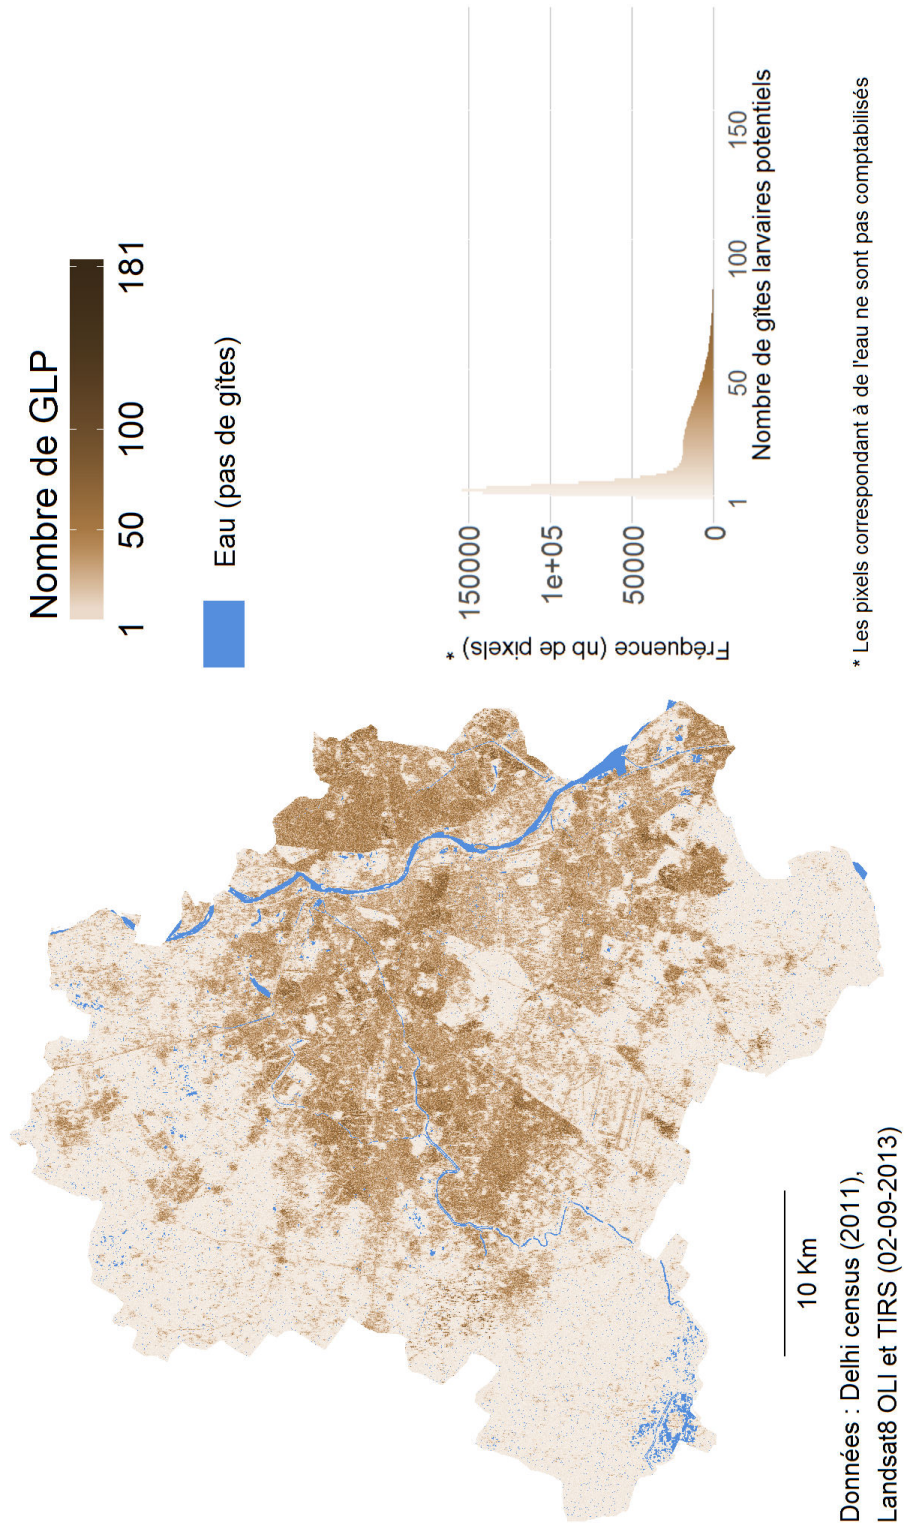 Nombre de GLP
1 50 100 181
Eau (pas de gîtes)
Fréquence (nb de pixels) *
150000
1e+05
50000
0
1 50 100 150
Nombre de gîtes larvaires potentiels
* Les pixels correspondant à de l'eau ne sont pas comptabilisés
10 Km
Données : Delhi census (2011),
Landsat8 OLI et TIRS (02-09-2013)